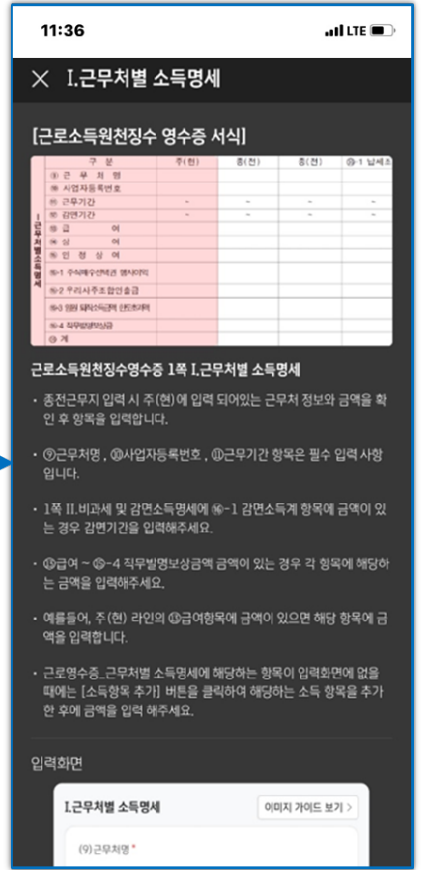 11:36
LTE
I.근무처별 소득명세
[근로소득원천징수 영수증 서식]
구 분 주(현) 종(전) 종(전) ⑯-1 납세조
⑨ 근 무 처 명
⑩ 사업자등록번호
⑪ 근무기간 ~ ~ ~ ~
⑫ 감면기간 ~ ~ ~ ~
⑬ 급 여
⑭ 상 여
⑮ 인 정 상 여
⑮-1 주식매수선택권 행사이익
⑮-2 우리사주조합인출금
⑮-3 임원 퇴직소득금액 한도초과액
⑮-4 직무발명보상금
⑯ 계
Ⅰ근무처별소득명세
근로소득원천징수영수증 1쪽 I.근무처별 소득명세
• 종전근무지 입력 시 주(현)에 입력 되어있는 근무처 정보와 금액을 확
인 후 항목을 입력합니다.
• ⑨근무처명 , ⑩사업자등록번호 , ⑪근무기간 항목은 필수 입력 사항
입니다.
• 1쪽 II.비과세 및 감면소득명세에 ⑯-1 감면소득계 항목에 금액이 있
는 경우 감면기간을 입력해주세요.
• ⑬급여 ~ ⑮-4 직무발명보상금액 금액이 있는 경우 각 항목에 해당하
는 금액을 입력해주세요.
• 예를들어, 주(현) 라인의 ⑬급여항목에 금액이 있으면 해당 항목에 금
액을 입력합니다.
• 근로영수증_근무처별 소득명세에 해당하는 항목이 입력화면에 없을
때에는 [소득항목 추가] 버튼을 클릭하여 해당하는 소득 항목을 추가
한 후에 금액을 입력 해주세요.
입력화면
I.근무처별 소득명세 이미지 가이드 보기 >
(9)근무처명 *